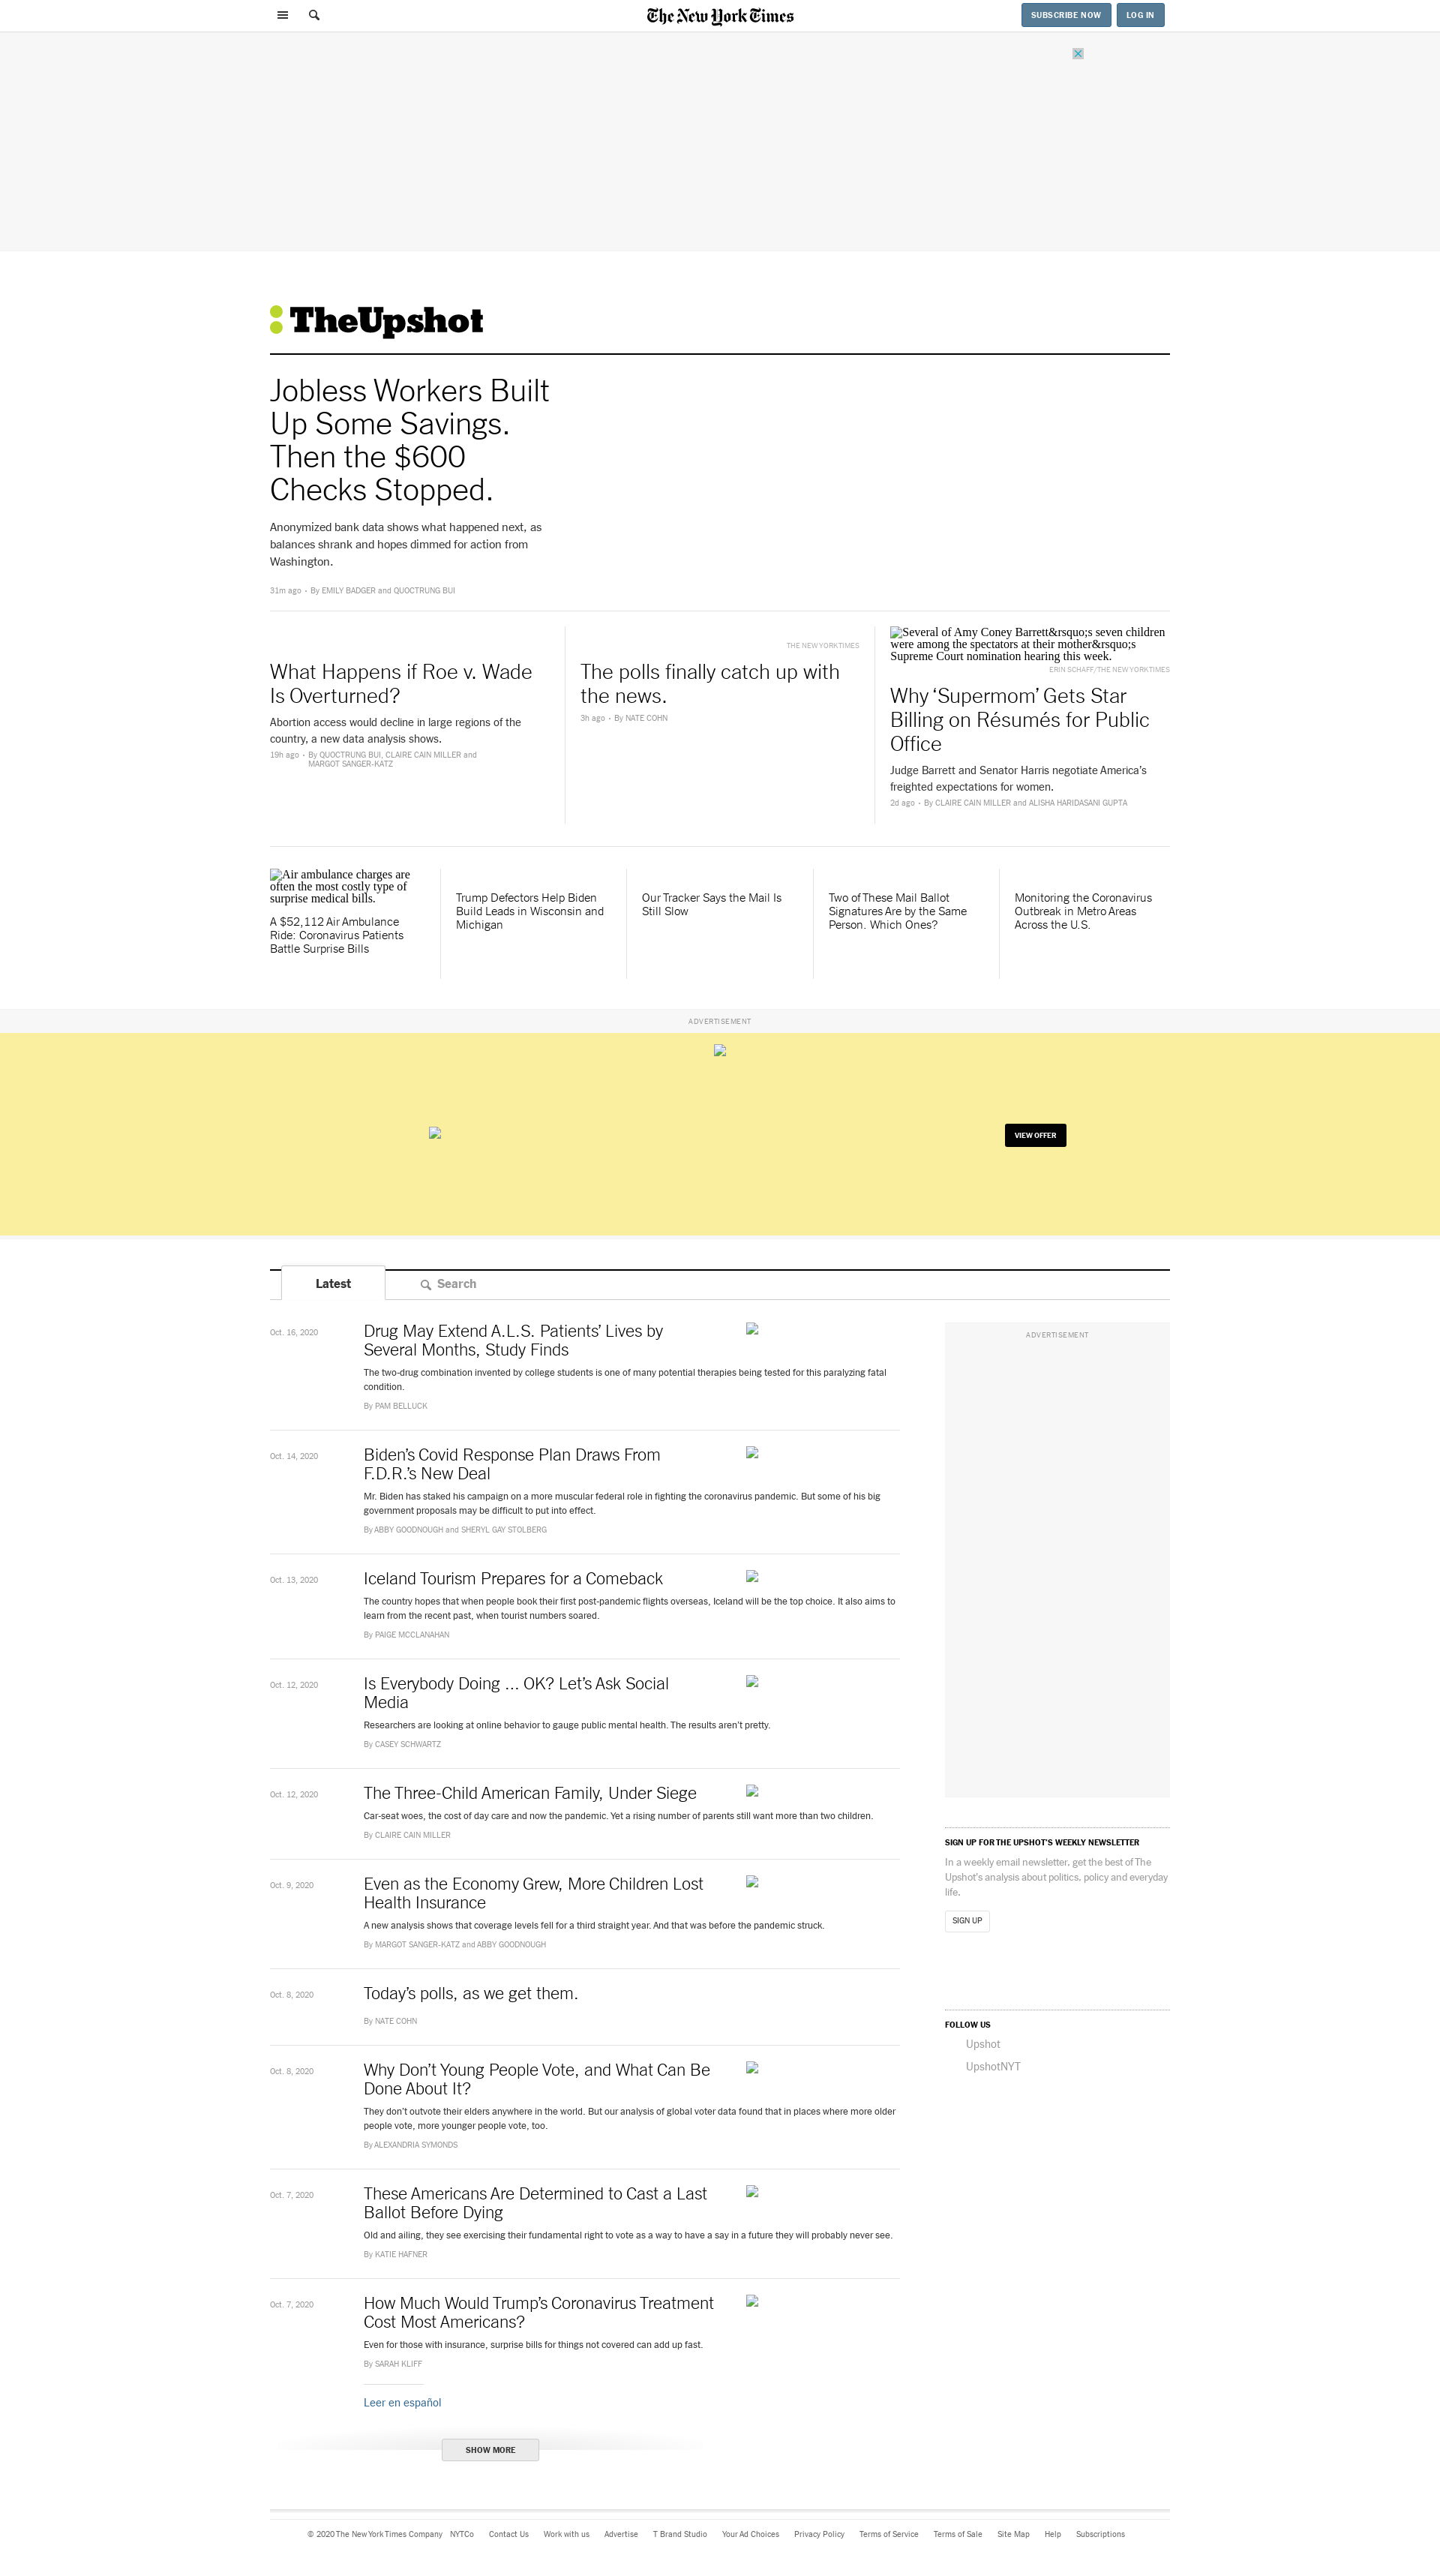 The New York Times
SUBSCRIBE NOW
LOG IN
TheUpshot
Jobless Workers Built
Up Some Savings.
Then the $600
Checks Stopped.
Anonymized bank data shows what happened next, as
balances shrank and hopes dimmed for action from
Washington.
31m ago • By EMILY BADGER and QUOCTRUNG BUI
What Happens if Roe v. Wade
Is Overturned?
Abortion access would decline in large regions of the
country, a new data analysis shows.
19h ago • By QUOCTRUNG BUI, CLAIRE CAIN MILLER and
MARGOT SANGER-KATZ
THE NEW YORK TIMES
The polls finally catch up with
the news.
3h ago • By NATE COHN
Several of Amy Coney Barrett&rsquo;s seven children
were among the spectators at their mother&rsquo;s
Supreme Court nomination hearing this week.
ERIN SCHAFF/THE NEW YORK TIMES
Why ‘Supermom’ Gets Star
Billing on Résumés for Public
Office
Judge Barrett and Senator Harris negotiate America’s
freighted expectations for women.
2d ago • By CLAIRE CAIN MILLER and ALISHA HARIDASANI GUPTA
Air ambulance charges are
often the most costly type of
surprise medical bills.
A $52,112 Air Ambulance
Ride: Coronavirus Patients
Battle Surprise Bills
Trump Defectors Help Biden
Build Leads in Wisconsin and
Michigan
Our Tracker Says the Mail Is
Still Slow
Two of These Mail Ballot
Signatures Are by the Same
Person. Which Ones?
Monitoring the Coronavirus
Outbreak in Metro Areas
Across the U.S.
ADVERTISEMENT
VIEW OFFER
Latest
Search
Oct. 16, 2020
Drug May Extend A.L.S. Patients’ Lives by
Several Months, Study Finds
The two-drug combination invented by college students is one of many potential therapies being tested for this paralyzing fatal
condition.
By PAM BELLUCK
Oct. 14, 2020
Biden’s Covid Response Plan Draws From
F.D.R.’s New Deal
Mr. Biden has staked his campaign on a more muscular federal role in fighting the coronavirus pandemic. But some of his big
government proposals may be difficult to put into effect.
By ABBY GOODNOUGH and SHERYL GAY STOLBERG
Oct. 13, 2020
Iceland Tourism Prepares for a Comeback
The country hopes that when people book their first post-pandemic flights overseas, Iceland will be the top choice. It also aims to
learn from the recent past, when tourist numbers soared.
By PAIGE MCCLANAHAN
Oct. 12, 2020
Is Everybody Doing ... OK? Let’s Ask Social
Media
Researchers are looking at online behavior to gauge public mental health. The results aren’t pretty.
By CASEY SCHWARTZ
Oct. 12, 2020
The Three-Child American Family, Under Siege
Car-seat woes, the cost of day care and now the pandemic. Yet a rising number of parents still want more than two children.
By CLAIRE CAIN MILLER
Oct. 9, 2020
Even as the Economy Grew, More Children Lost
Health Insurance
A new analysis shows that coverage levels fell for a third straight year. And that was before the pandemic struck.
By MARGOT SANGER-KATZ and ABBY GOODNOUGH
Oct. 8, 2020
Today’s polls, as we get them.
By NATE COHN
Oct. 8, 2020
Why Don’t Young People Vote, and What Can Be
Done About It?
They don’t outvote their elders anywhere in the world. But our analysis of global voter data found that in places where more older
people vote, more younger people vote, too.
By ALEXANDRIA SYMONDS
Oct. 7, 2020
These Americans Are Determined to Cast a Last
Ballot Before Dying
Old and ailing, they see exercising their fundamental right to vote as a way to have a say in a future they will probably never see.
By KATIE HAFNER
Oct. 7, 2020
How Much Would Trump’s Coronavirus Treatment
Cost Most Americans?
Even for those with insurance, surprise bills for things not covered can add up fast.
By SARAH KLIFF
Leer en español
SHOW MORE
ADVERTISEMENT
SIGN UP FOR THE UPSHOT’S WEEKLY NEWSLETTER
In a weekly email newsletter, get the best of The
Upshot’s analysis about politics, policy and everyday
life.
SIGN UP
FOLLOW US
Upshot
UpshotNYT
© 2020 The New York Times Company NYTCo Contact Us Work with us Advertise T Brand Studio Your Ad Choices Privacy Policy Terms of Service Terms of Sale Site Map Help Subscriptions